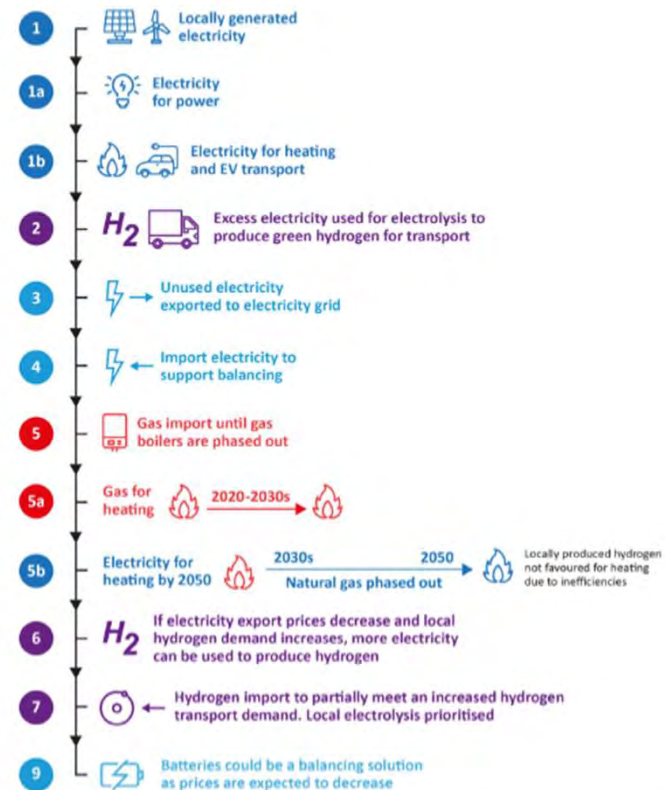 1
Locally generated
electricity
1a
Electricity
for power
1b
Electricity for heating
and EV transport
2
H2
Excess electricity used for electrolysis to
produce green hydrogen for transport
3
Unused electricity
exported to electricity grid
4
Import electricity to
support balancing
5
Gas import until gas
boilers are phased out
5a
Gas for
heating
2020-2030s
5b
Electricity for
heating by 2050
2030s
2050
Natural gas phased out
Locally produced hydrogen
not favoured for heating
due to inefficiencies
6
H2
If electricity export prices decrease and local
hydrogen demand increases, more electricity
can be used to produce hydrogen
7
Hydrogen import to partially meet an increased hydrogen
transport demand. Local electrolysis prioritised
9
Batteries could be a balancing solution
as prices are expected to decrease